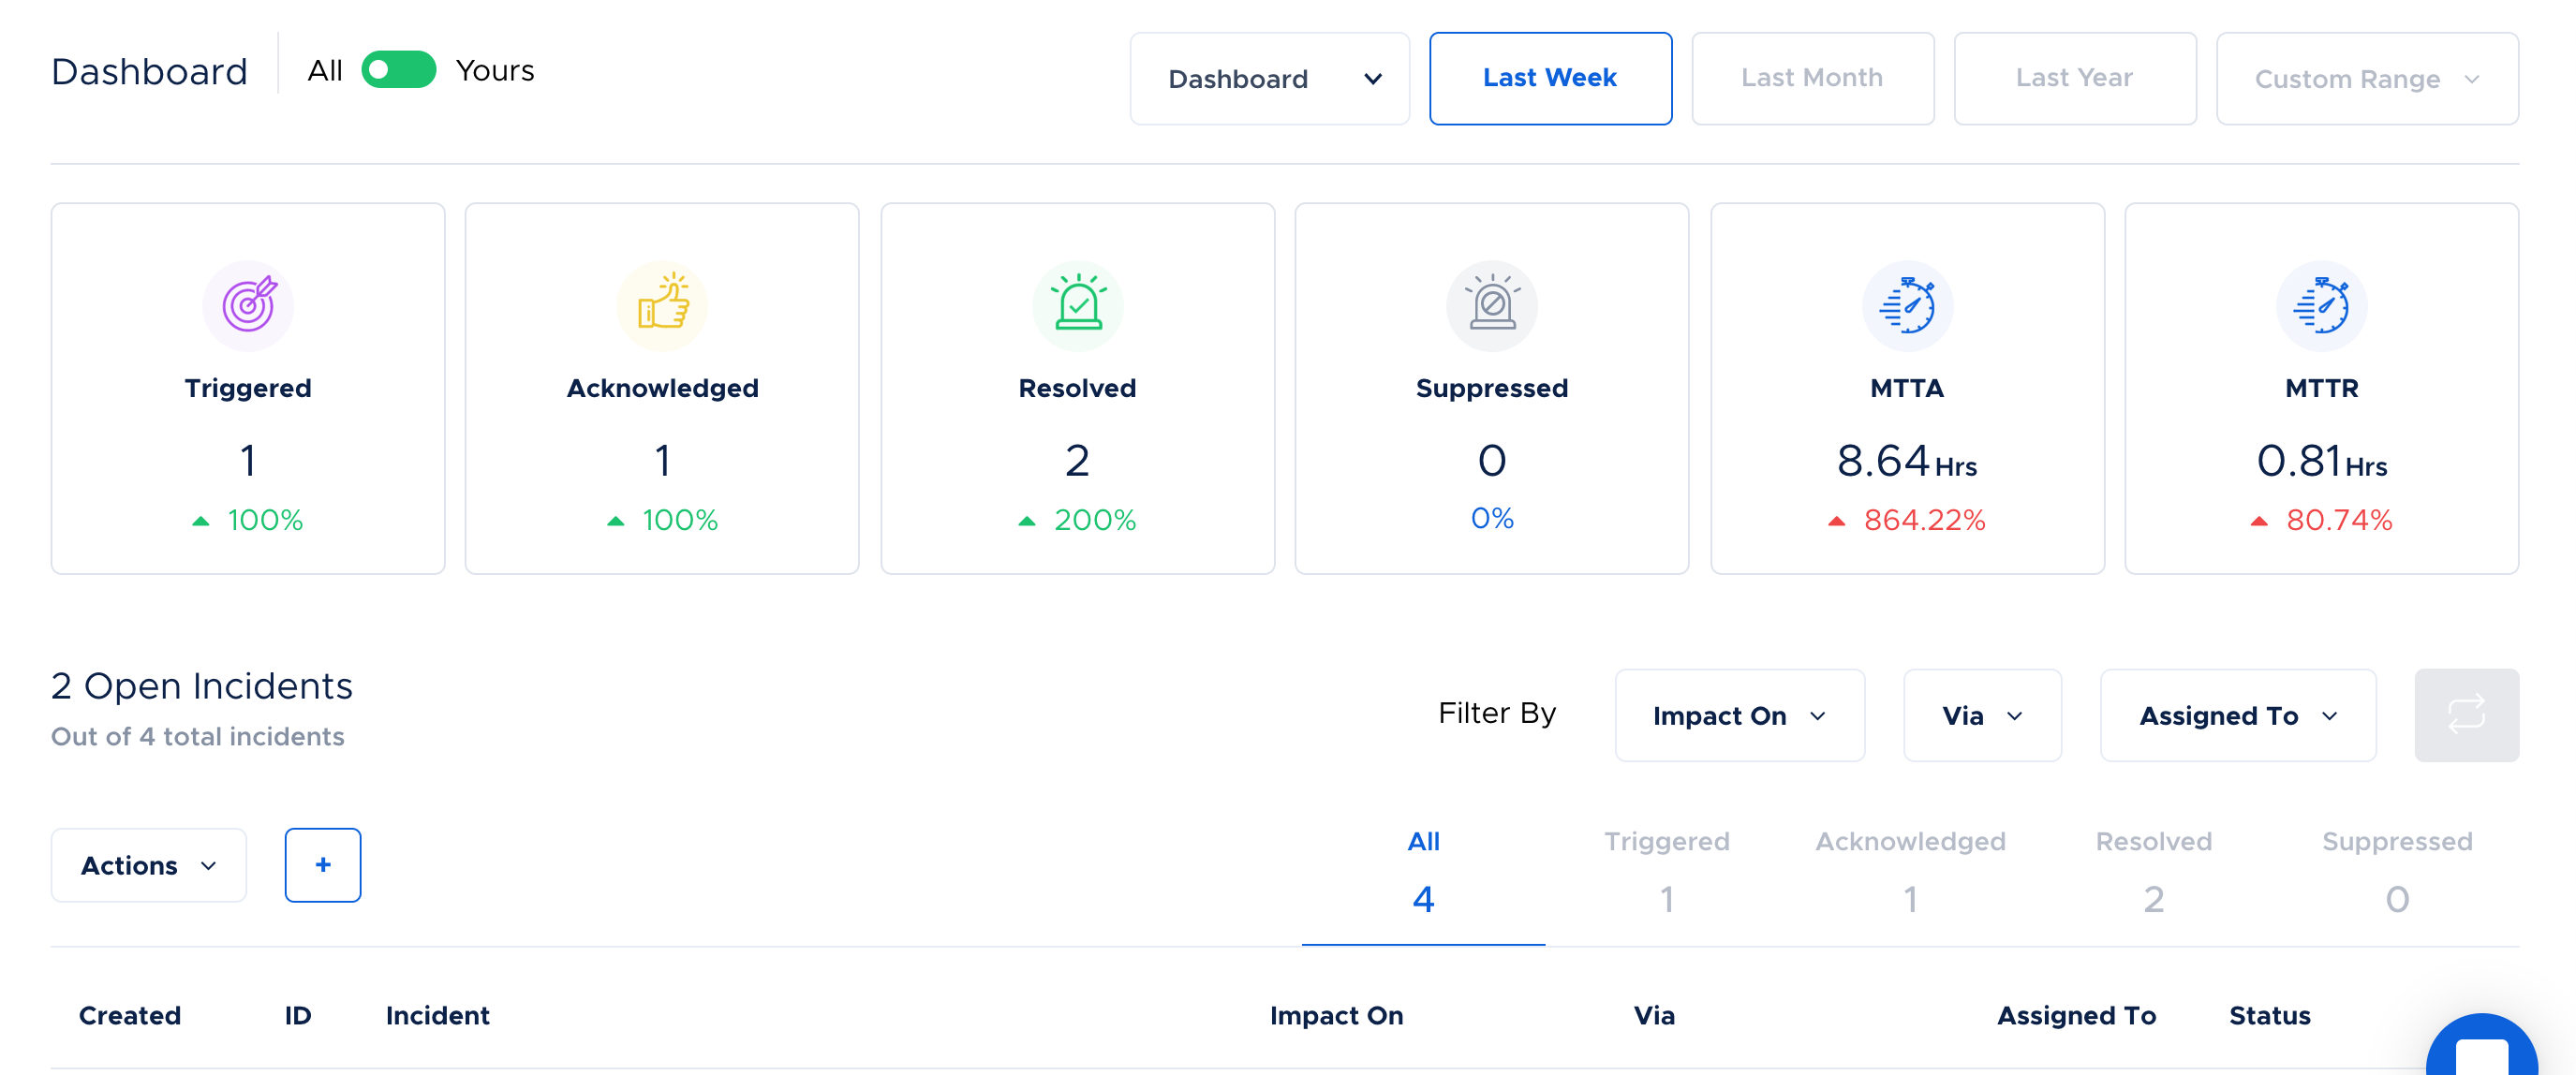 Dashboard All Yours Dashboard Last Week Last Month Last Year Custom Range
Triggered Acknowledged Resolved Suppressed MTTA MTTR
1 1 2 0 8.64 Hrs 0.81 Hrs
100% 100% 200% 0% 864.22% 80.74%
2 Open Incidents
Out of 4 total incidents
Filter By Impact On Via Assigned To
Actions +
All Triggered Acknowledged Resolved Suppressed
4 1 1 2 0
Created ID Incident Impact On Via Assigned To Status